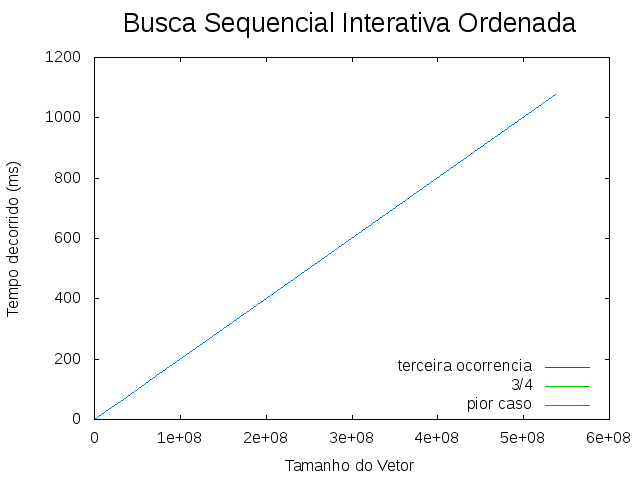 Busca Sequencial Interativa Ordenada
1200
1000
800
600
400
200
0
Tempo decorrido (ms)
terceira ocorrencia
3/4
pior caso
0 1e+08 2e+08 3e+08 4e+08 5e+08 6e+08
Tamanho do Vetor